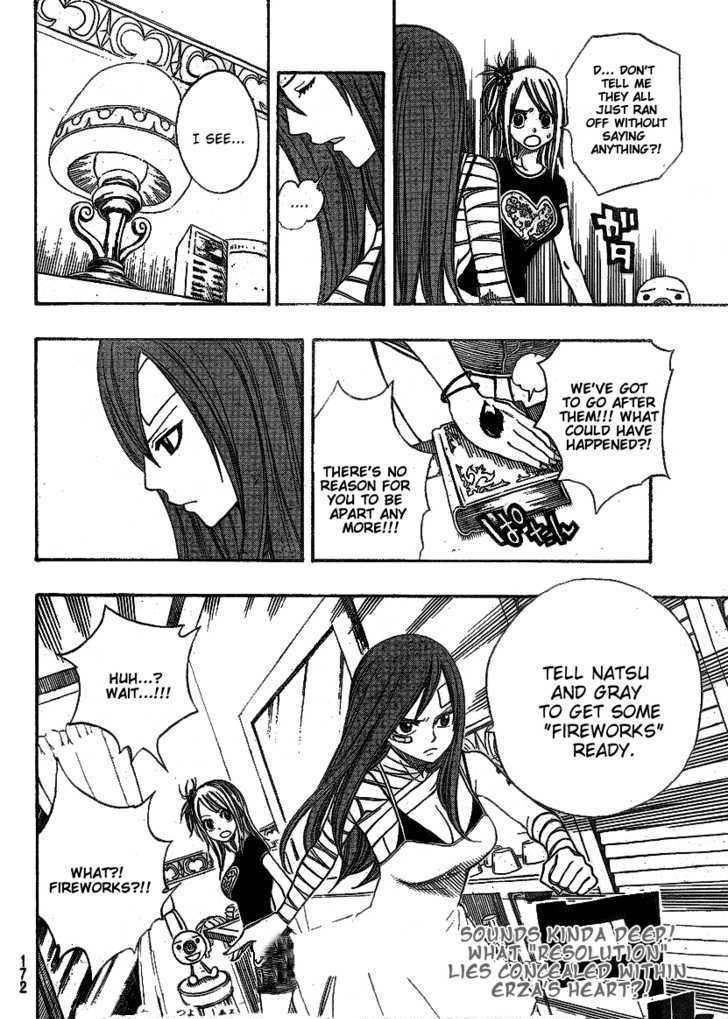 D... DON'T
TELL ME
THEY ALL
JUST RAN
OFF WITHOUT
SAYING
ANYTHING?!
ガタ
.....
I SEE...
WE'VE GOT
TO GO AFTER
THEM!!! WHAT
COULD HAVE
HAPPENED?!
THERE'S NO
REASON FOR
YOU TO BE
APART ANY
MORE!!!
TELL NATSU
AND GRAY
TO GET SOME
"FIREWORKS"
READY.
HUH...?
WAIT...!!!
WHAT?!
FIREWORKS?!!
SOUNDS KINDA DEEP!
WHAT "RESOLUTION"
LIES CONCEALED WITHIN
ERZA'S HEART?!
172